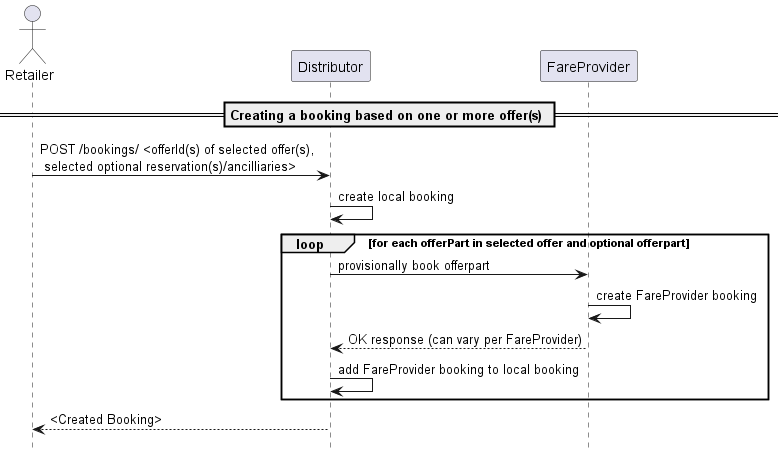 Retailer
Distributor
FareProvider
Creating a booking based on one or more offer(s)
POST /bookings/ <offerId(s) of selected offer(s),
selected optional reservation(s)/ancilliaries>
create local booking
loop
[for each offerPart in selected offer and optional offerpart]
provisionally book offerpart
create FareProvider booking
OK response (can vary per FareProvider)
add FareProvider booking to local booking
<Created Booking>